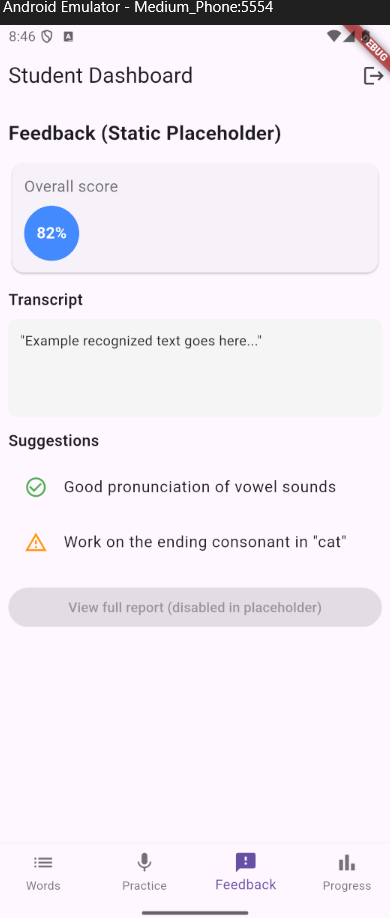 Android Emulator - Medium_Phone:5554
8:46
A
DEBUG
Student Dashboard
Feedback (Static Placeholder)
Overall score
82%
Transcript
"Example recognized text goes here..."
Suggestions
Good pronunciation of vowel sounds
Work on the ending consonant in "cat"
View full report (disabled in placeholder)
Words
Practice
Feedback
Progress